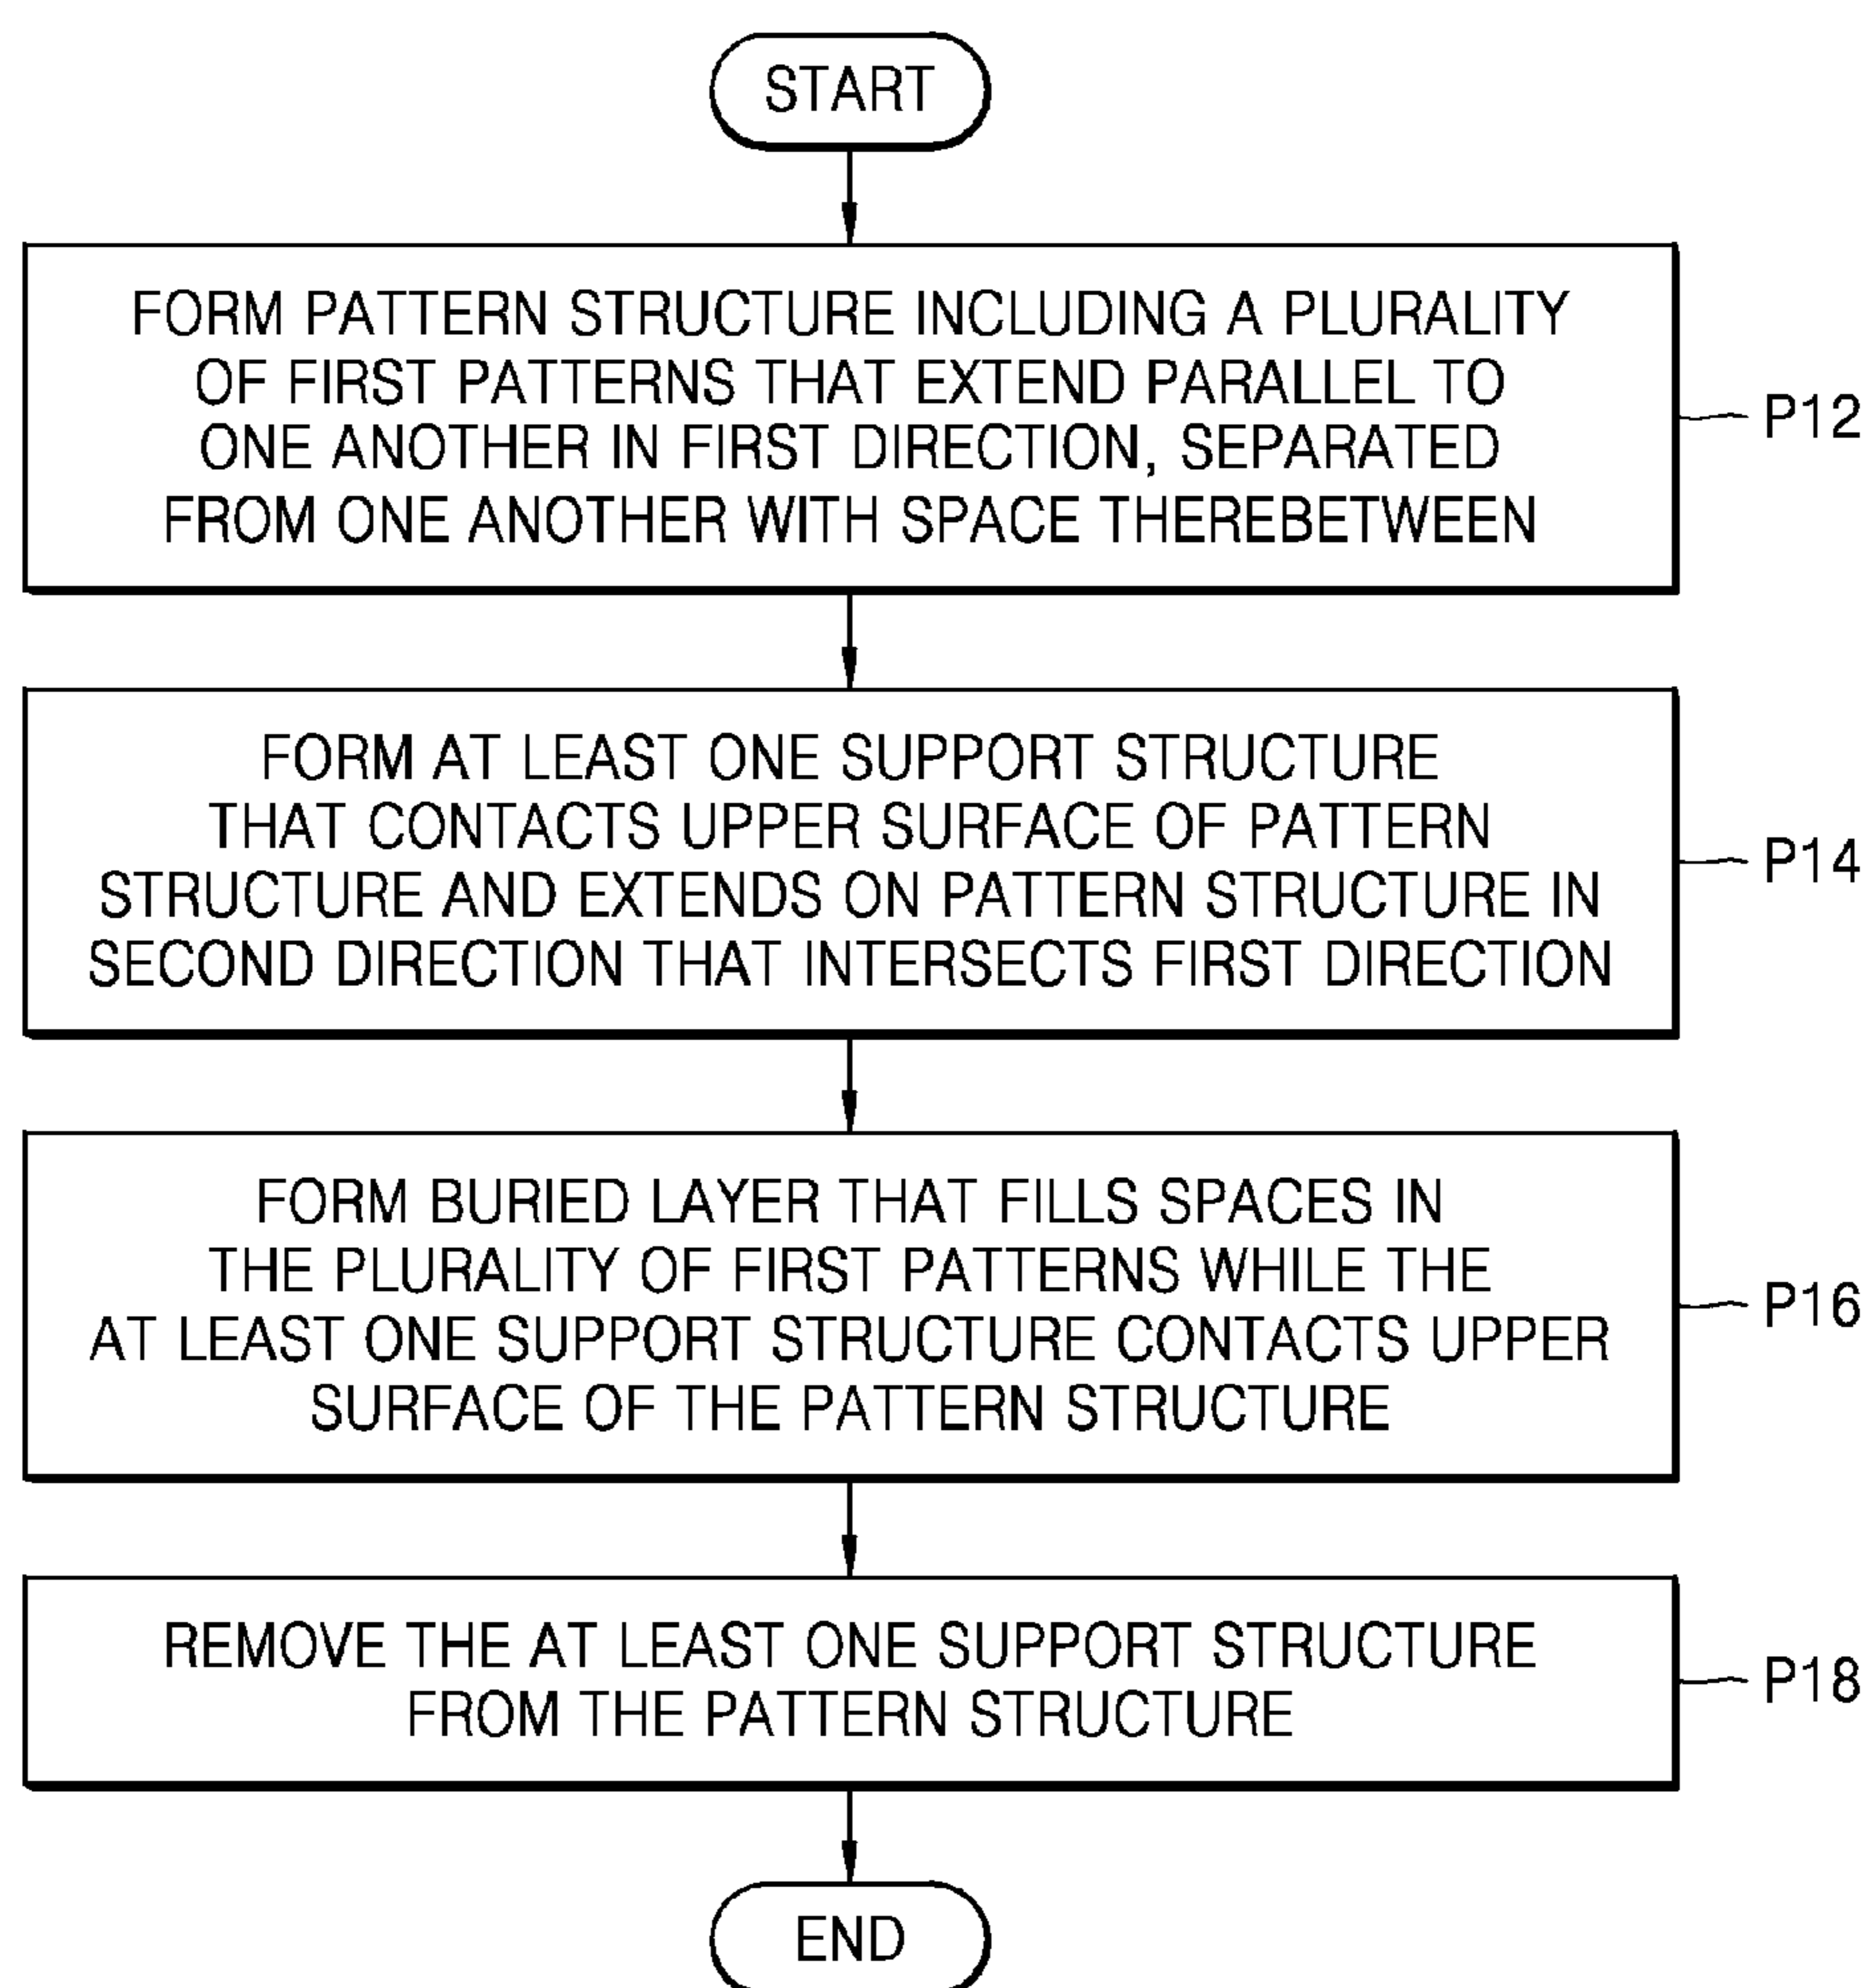 START
FORM PATTERN STRUCTURE INCLUDING A PLURALITY
OF FIRST PATTERNS THAT EXTEND PARALLEL TO
ONE ANOTHER IN FIRST DIRECTION, SEPARATED
FROM ONE ANOTHER WITH SPACE THEREBETWEEN
P12
FORM AT LEAST ONE SUPPORT STRUCTURE
THAT CONTACTS UPPER SURFACE OF PATTERN
STRUCTURE AND EXTENDS ON PATTERN STRUCTURE IN
SECOND DIRECTION THAT INTERSECTS FIRST DIRECTION
P14
FORM BURIED LAYER THAT FILLS SPACES IN
THE PLURALITY OF FIRST PATTERNS WHILE THE
AT LEAST ONE SUPPORT STRUCTURE CONTACTS UPPER
SURFACE OF THE PATTERN STRUCTURE
P16
REMOVE THE AT LEAST ONE SUPPORT STRUCTURE
FROM THE PATTERN STRUCTURE
P18
END